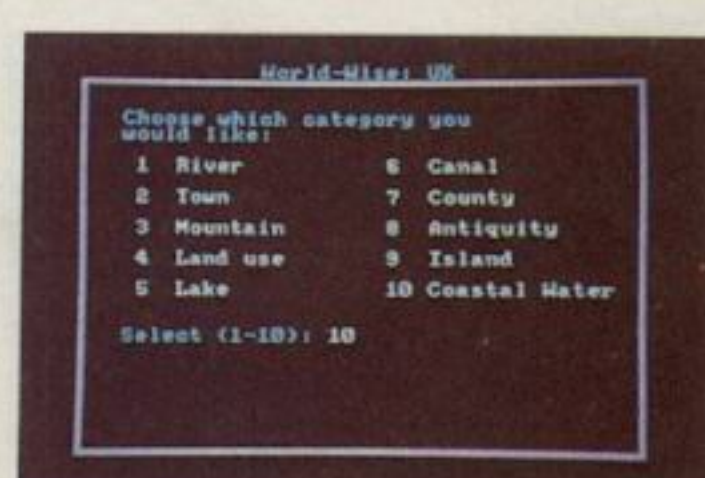 World-Wise: UK
Choose which category you
would like:
1 River
2 Town
3 Mountain
4 Land use
5 Lake
6 Canal
7 County
8 Antiquity
9 Island
10 Coastal Water
Select (1-10): 10